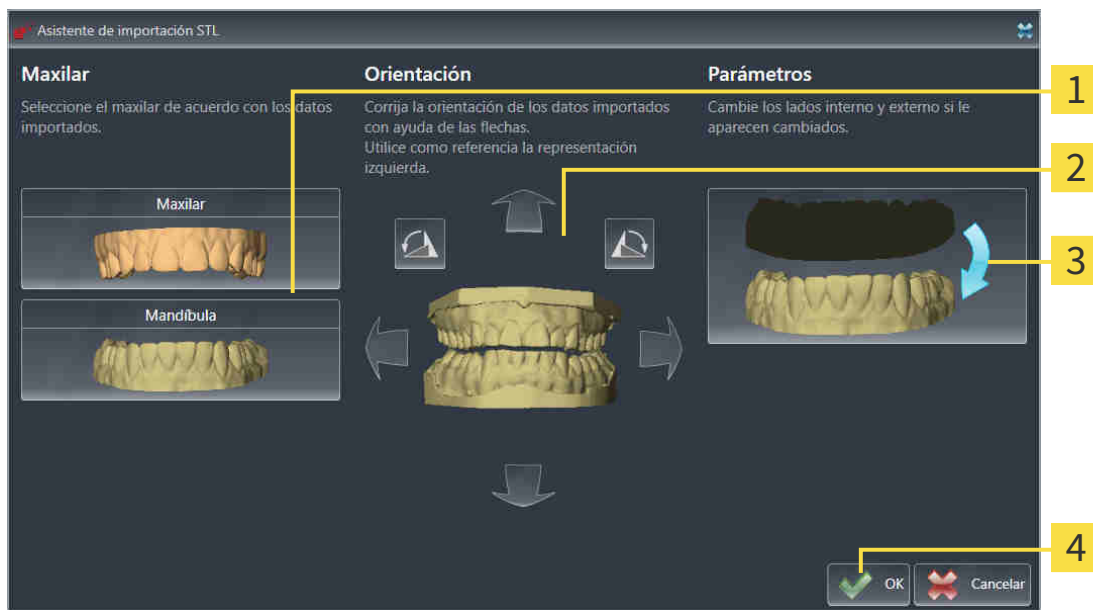 Asistente de importación STL
Maxilar
Seleccione el maxilar de acuerdo con los datos
importados.
Maxilar
Mandíbula
Orientación
Corrija la orientación de los datos importados
con ayuda de las flechas.
Utilice como referencia la representación
izquierda.
Parámetros
Cambie los lados interno y externo si le
aparecen cambiados.
OK
Cancelar
1
2
3
4